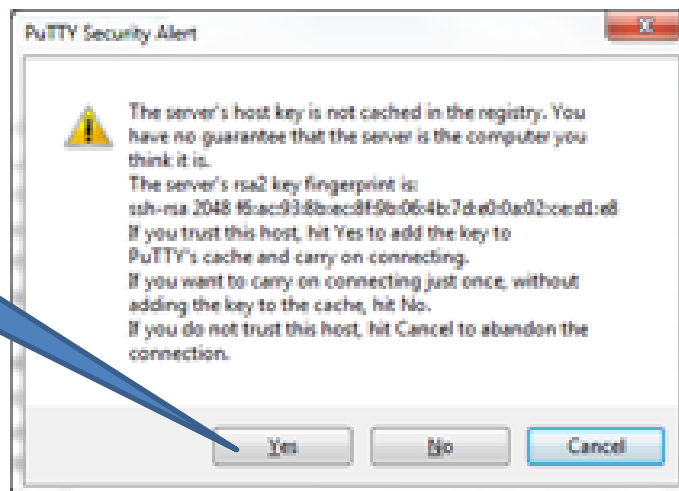 PuTTY Security Alert
The server's host key is not cached in the registry. You
have no guarantee that the server is the computer you
think it is.
The server's rsa2 key fingerprint is:
ssh-rsa 2048
If you trust this host, hit Yes to add the key to
PuTTY's cache and carry on connecting.
If you want to carry on connecting just once, without
adding the key to the cache, hit No.
If you do not trust this host, hit Cancel to abandon the
connection.
Yes
No
Cancel